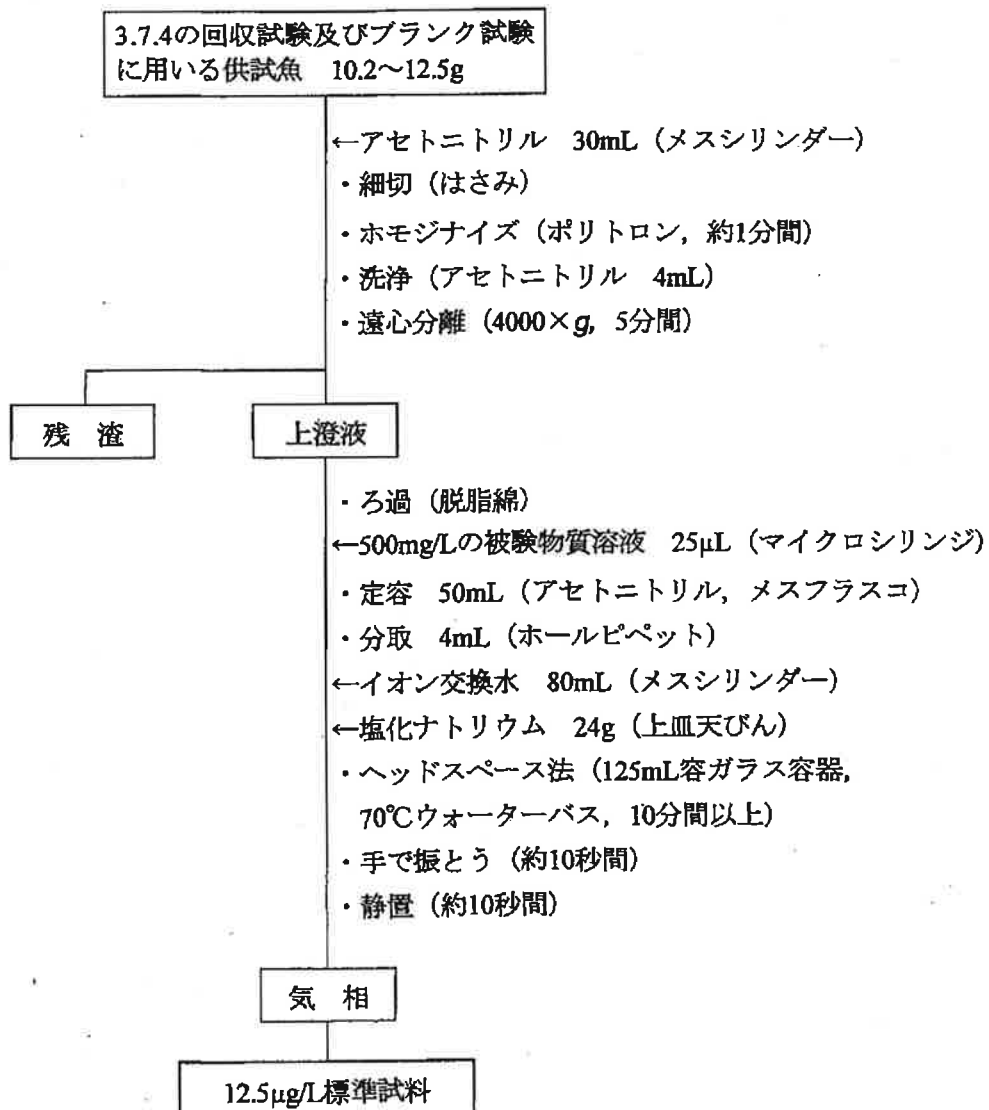 3.7.4の回収試験及びブランク試験
に用いる供試魚　10.2～12.5g
←アセトニトリル　30mL（メスシリンダー）
・細切（はさみ）
・ホモジナイズ（ポリトロン，約1分間）
・洗浄（アセトニトリル　4mL）
・遠心分離（4000×g，5分間）
残　渣
上澄液
・ろ過（脱脂綿）
←500mg/Lの被験物質溶液　25μL（マイクロシリンジ）
・定容　50mL（アセトニトリル，メスフラスコ）
・分取　4mL（ホールピペット）
←イオン交換水　80mL（メスシリンダー）
←塩化ナトリウム　24g（上皿天びん）
・ヘッドスペース法（125mL容ガラス容器，
70℃ウォーターバス，10分間以上）
・手で振とう（約10秒間）
・静置（約10秒間）
気　相
12.5μg/L標準試料